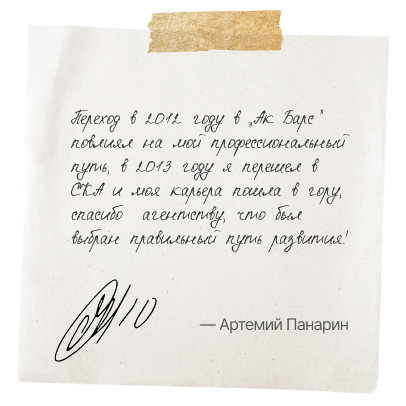 Переход в 2012 году в „Ак Барс"
повлиял на мой профессиональный
путь, в 2013 году я перешел в
СКА и моя карьера пошла в гору,
спасибо агентству, что был
выбран правильный путь развития!
— Артемий Панарин